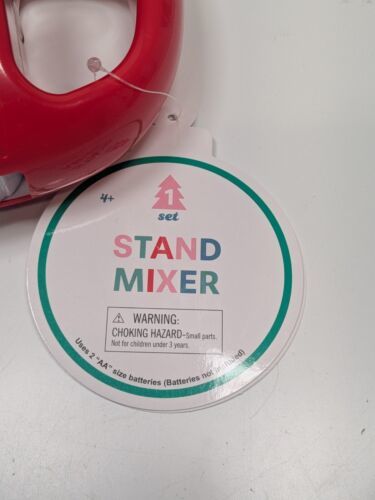 4+
1
set
STAND
MIXER
⚠ WARNING:
CHOKING HAZARD-Small parts.
Not for children under 3 years.
Uses 2 "AA" size batteries (Batteries not included)